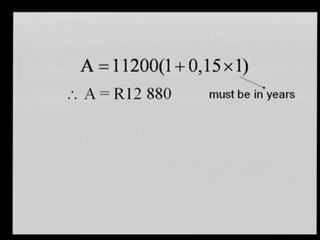 A = 11200(1 + 0,15 × 1)
∴ A = R12 880 must be in years